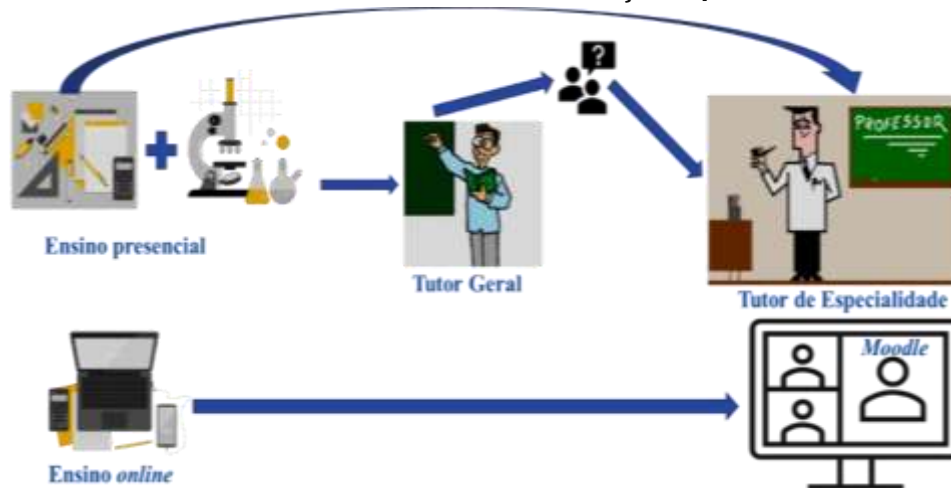 ?
PROFESSOR
Ensino presencial
Tutor Geral
Tutor de Especialidade
Moodle
Ensino online